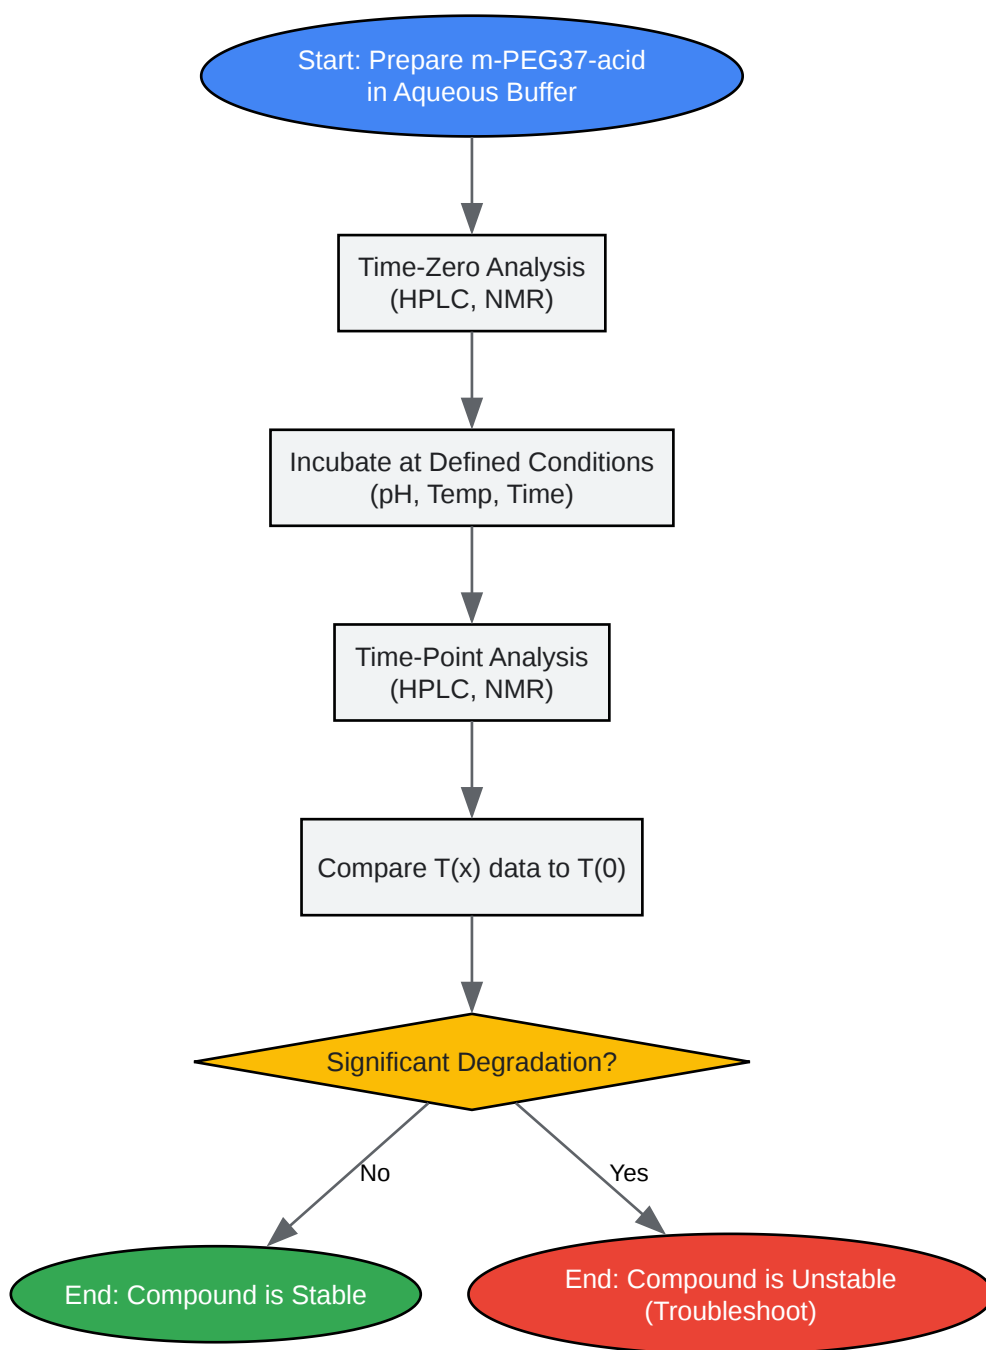 Start: Prepare m-PEG37-acid
in Aqueous Buffer
Time-Zero Analysis
(HPLC, NMR)
Incubate at Defined Conditions
(pH, Temp, Time)
Time-Point Analysis
(HPLC, NMR)
Compare T(x) data to T(0)
Significant Degradation?
No
Yes
End: Compound is Stable
End: Compound is Unstable
(Troubleshoot)